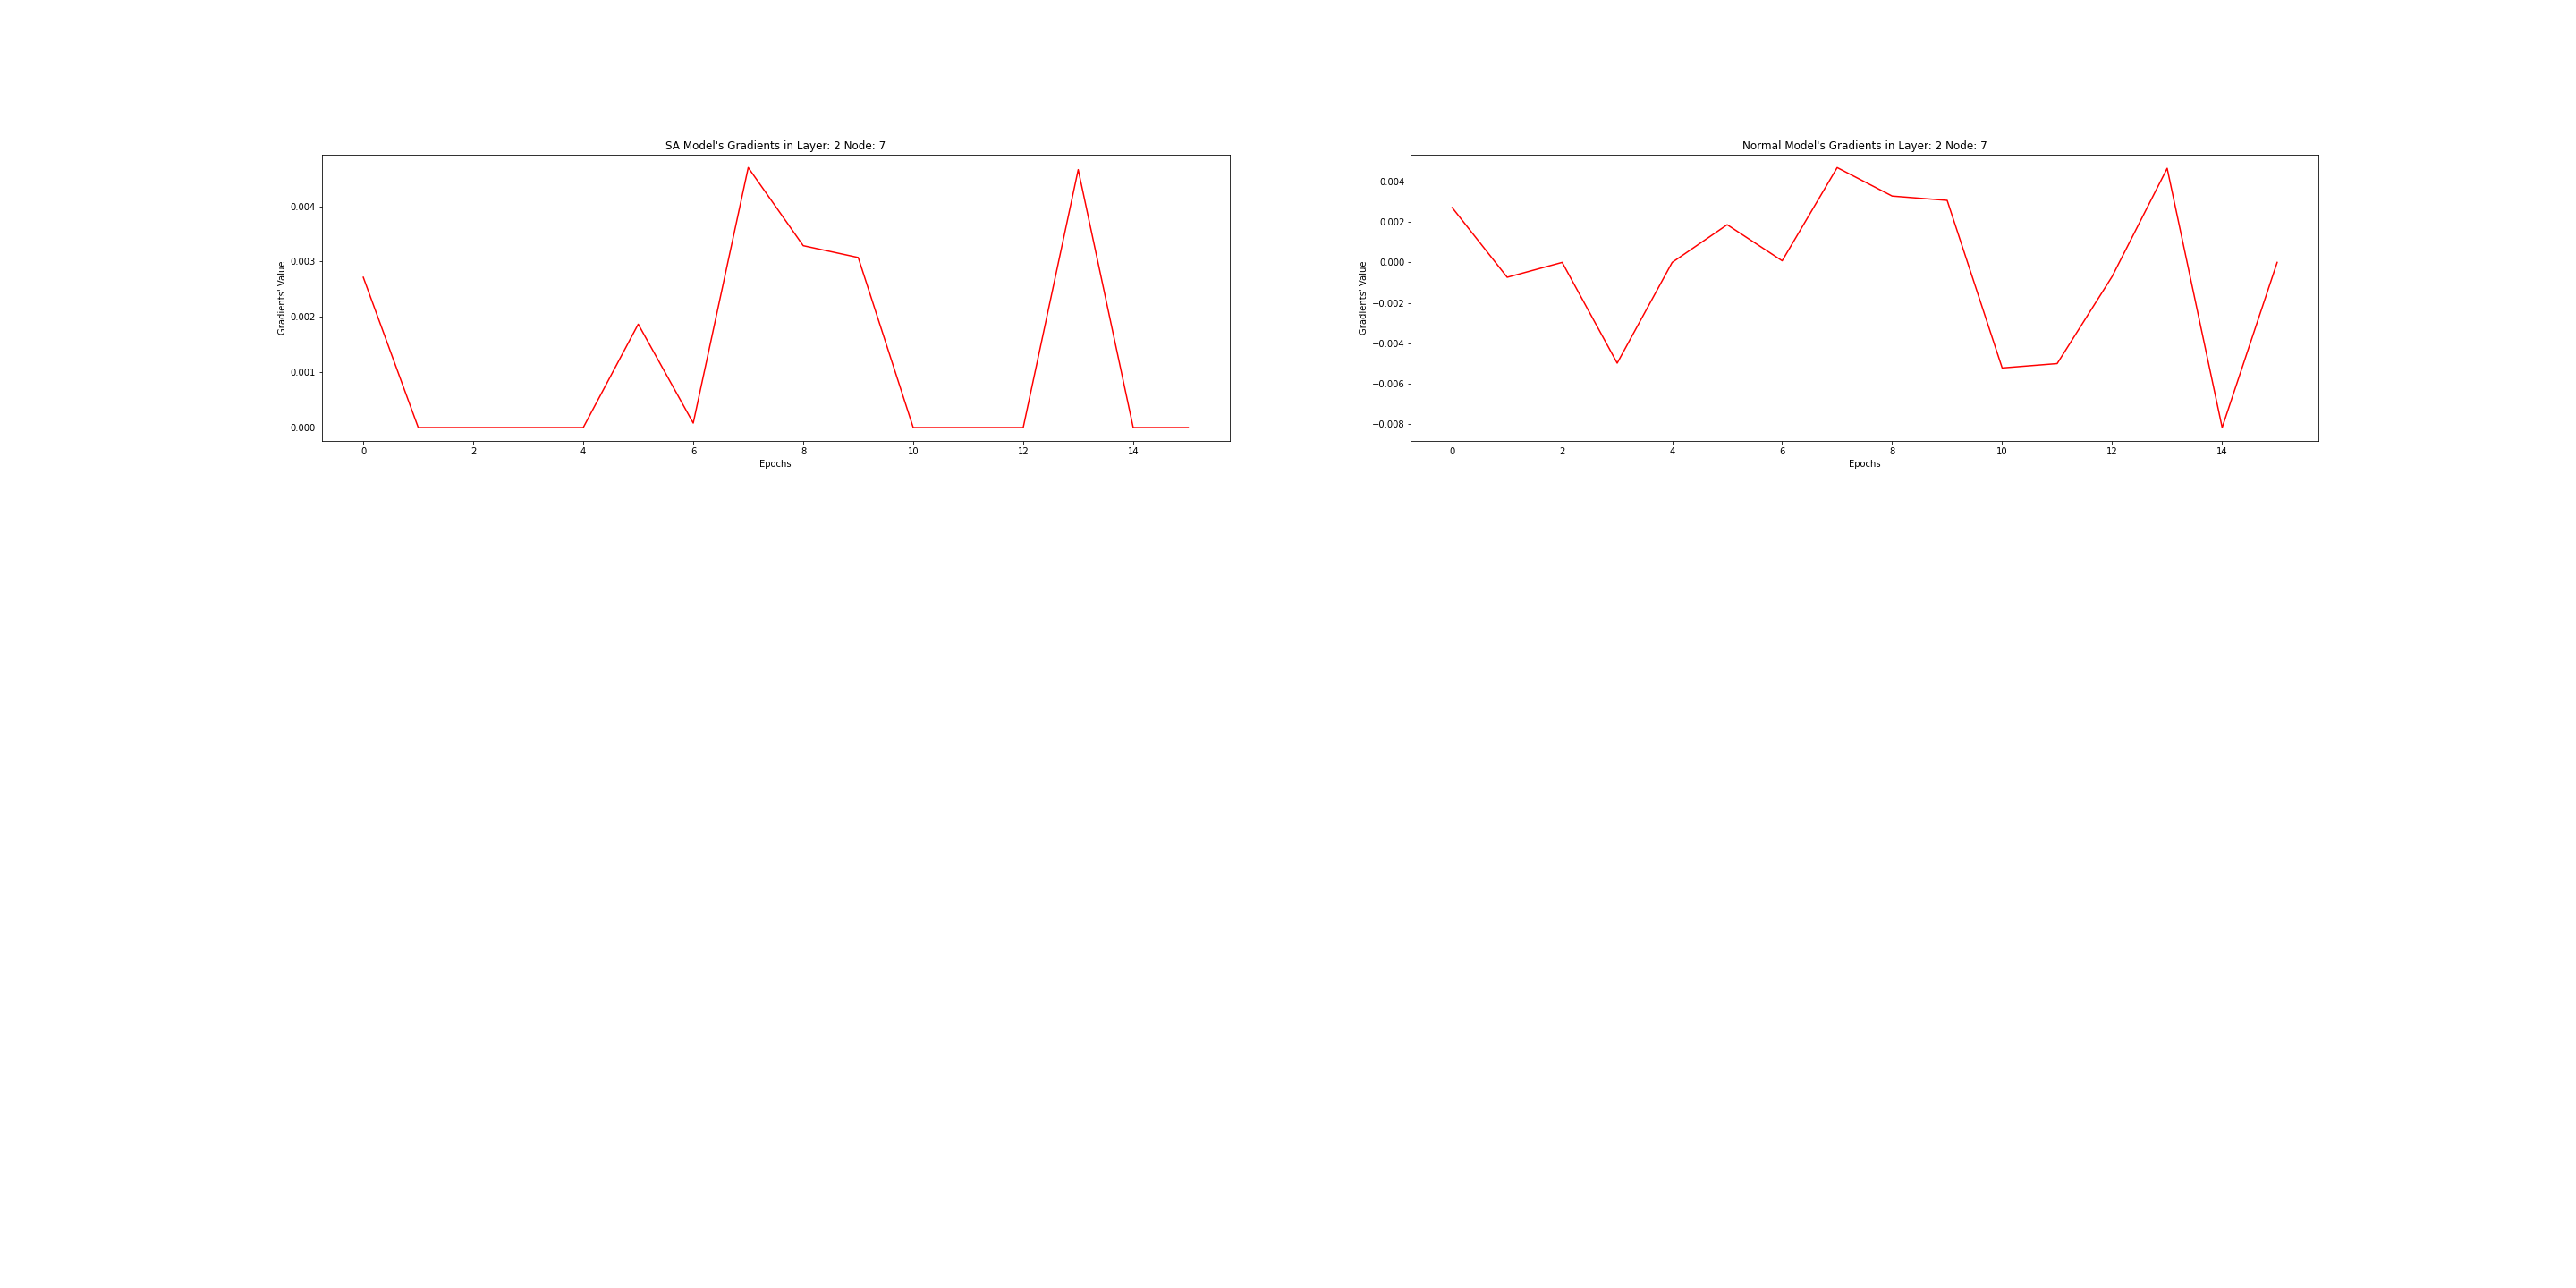 SA Model's Gradients in Layer: 2 Node: 7
Gradients' Value
0.004
0.003
0.002
0.001
0.000
0 2 4 6 8 10 12 14
Epochs
Normal Model's Gradients in Layer: 2 Node: 7
Gradients' Value
0.004
0.002
0.000
−0.002
−0.004
−0.006
−0.008
0 2 4 6 8 10 12 14
Epochs